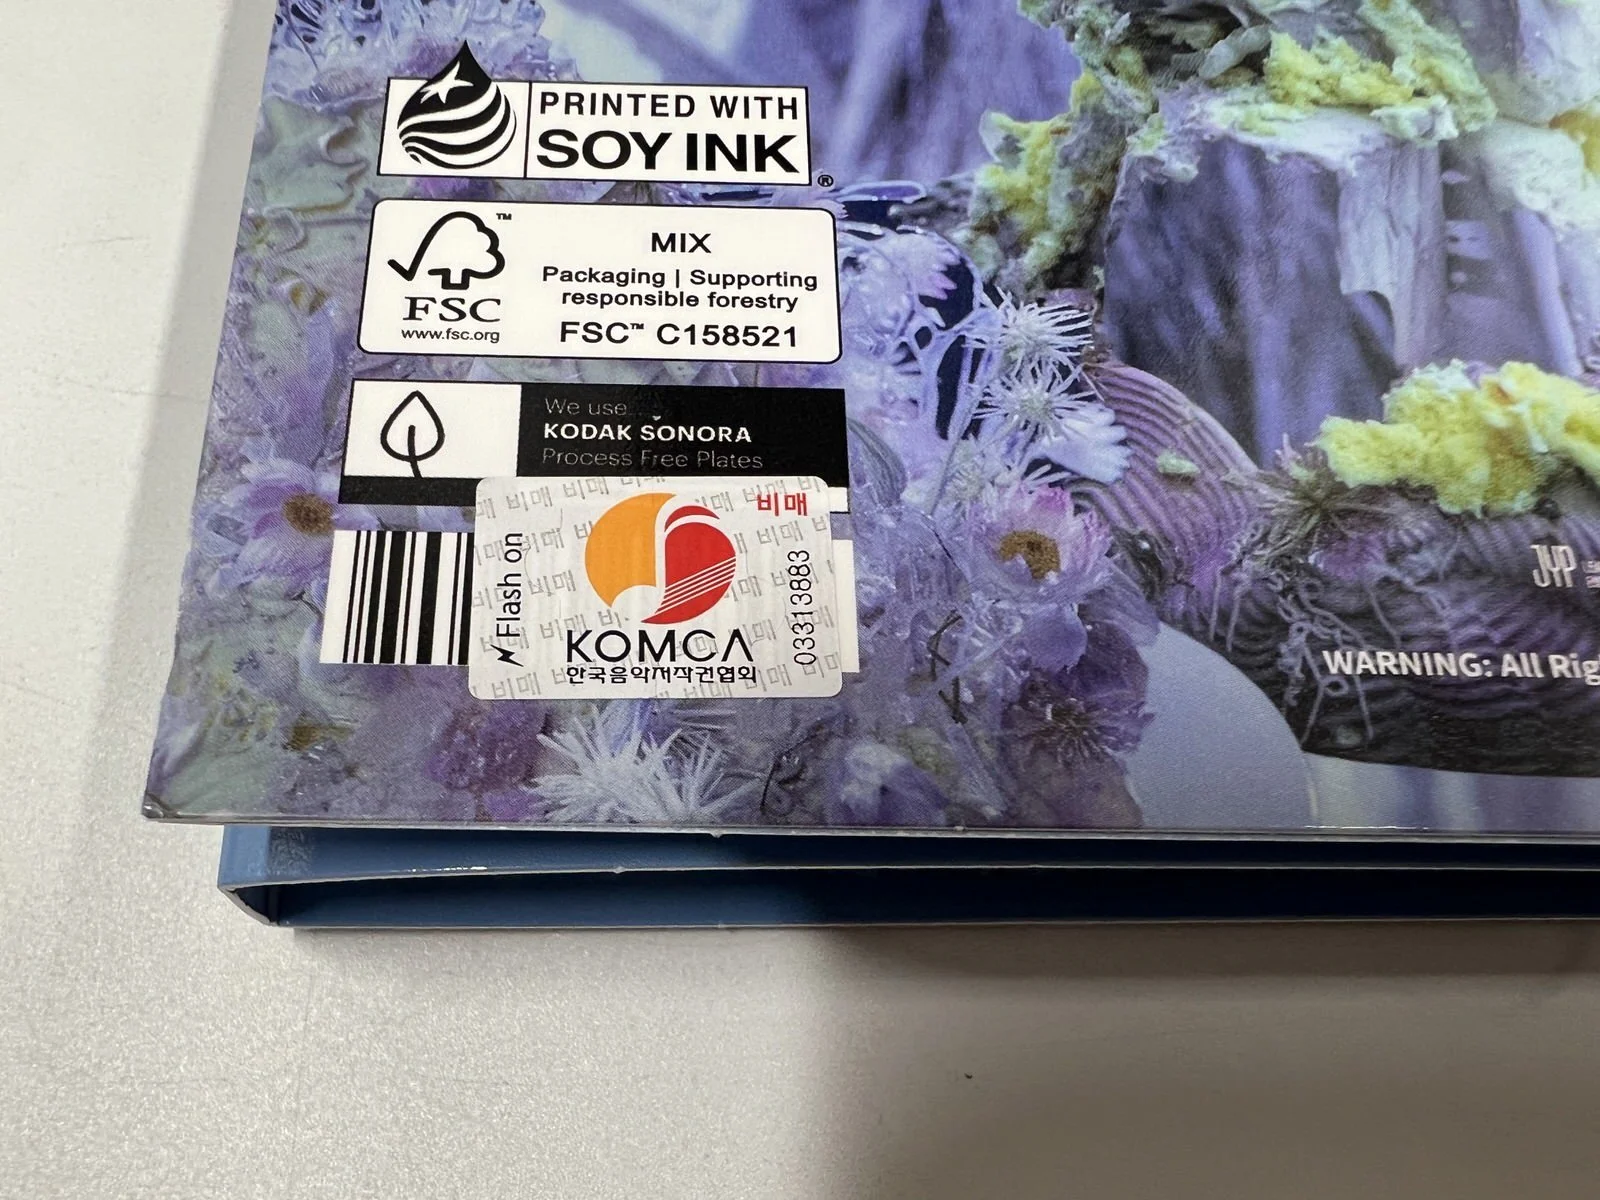 PRINTED WITH
SOY INK
®
™
FSC
www.fsc.org
MIX
Packaging | Supporting
responsible forestry
FSC™ C158521
We use
KODAK SONORA
Process Free Plates
비매
Flash on
03313883
KOMCA
한국음악저작권협회
JYP
WARNING: All Rig